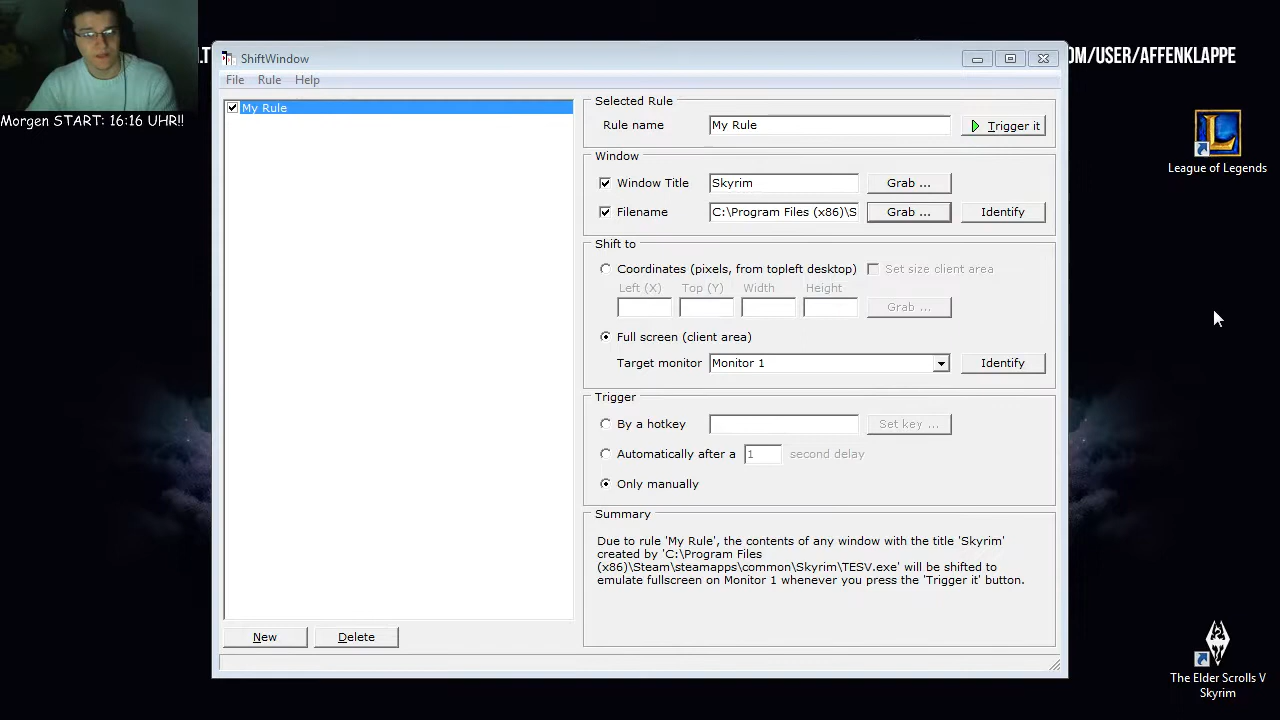 .T
COM/USER/AFFENKLAPPE
Morgen START: 16:16 UHR!!
ShiftWindow
File Rule Help
My Rule
Selected Rule
Rule name My Rule Trigger it
Window
Window Title Skyrim Grab ...
Filename C:\Program Files (x86)\S Grab ... Identify
Shift to
Coordinates (pixels, from topleft desktop) Set size client area
Left (X) Top (Y) Width Height
Grab ...
Full screen (client area)
Target monitor Monitor 1 Identify
Trigger
By a hotkey Set key ...
Automatically after a 1 second delay
Only manually
Summary
Due to rule 'My Rule', the contents of any window with the title 'Skyrim'
created by 'C:\Program Files
(x86)\Steam\steamapps\common\Skyrim\TESV.exe' will be shifted to
emulate fullscreen on Monitor 1 whenever you press the 'Trigger it' button.
New Delete
League of Legends
The Elder Scrolls V
Skyrim